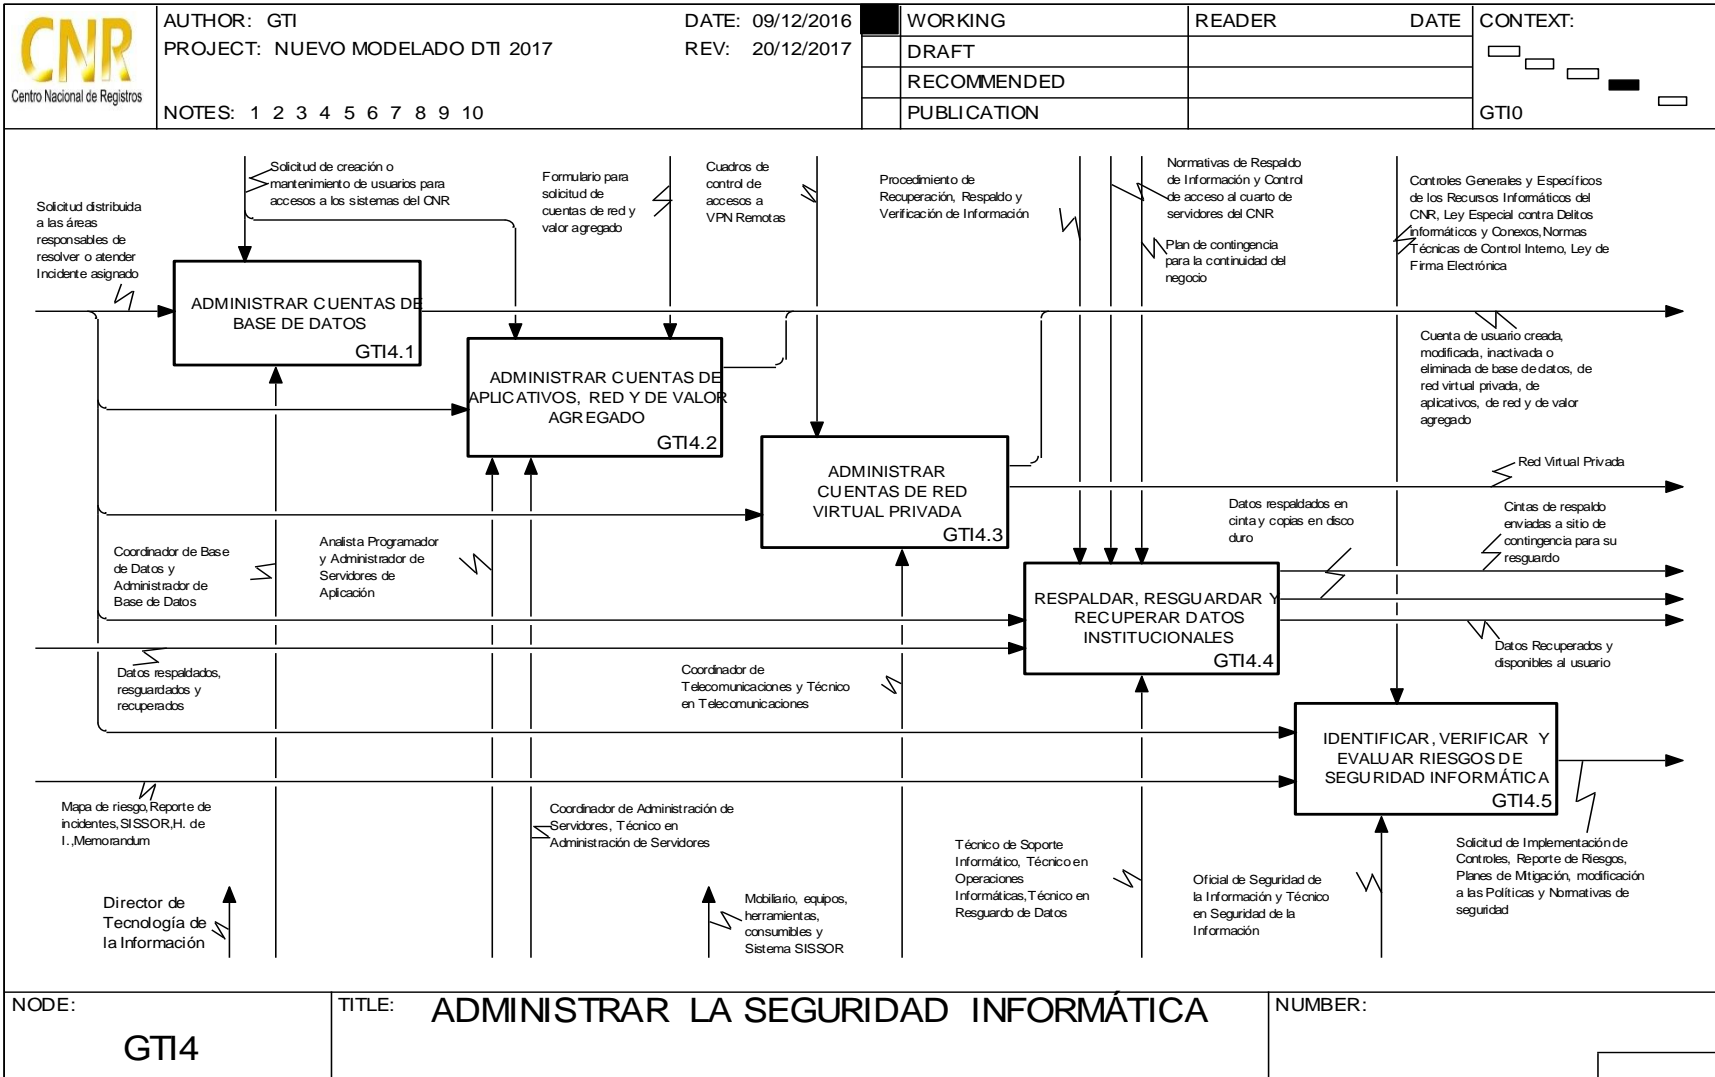 CNR
Centro Nacional de Registros
AUTHOR: GTI
DATE: 09/12/2016
PROJECT: NUEVO MODELADO DTI 2017
REV: 20/12/2017
NOTES: 1 2 3 4 5 6 7 8 9 10
WORKING
DRAFT
RECOMMENDED
PUBLICATION
READER DATE
CONTEXT:
GTI0
Solicitud distribuida
a las áreas
responsables de
resolver o atender
Incidente asignado
Solicitud de creación o
mantenimiento de usuarios para
accesos a los sistemas del CNR
Formulario para
solicitud de
cuentas de red y
valor agregado
Cuadros de
control de
accesos a
VPN Remotas
Procedimiento de
Recuperación, Respaldo y
Verificación de Información
Normativas de Respaldo
de Información y Control
de acceso al cuarto de
servidores del CNR
Plan de contingencia
para la continuidad del
negocio
Controles Generales y Específicos
de los Recursos Informáticos del
CNR, Ley Especial contra Delitos
informáticos y Conexos,Normas
Técnicas de Control Interno, Ley de
Firma Electrónica
ADMINISTRAR CUENTAS DE
BASE DE DATOS
GTI4.1
ADMINISTRAR CUENTAS DE
APLICATIVOS, RED Y DE VALOR
AGREGADO
GTI4.2
ADMINISTRAR
CUENTAS DE RED
VIRTUAL PRIVADA
GTI4.3
RESPALDAR, RESGUARDAR Y
RECUPERAR DATOS
INSTITUCIONALES
GTI4.4
IDENTIFICAR, VERIFICAR Y
EVALUAR RIESGOS DE
SEGURIDAD INFORMÁTICA
GTI4.5
Cuenta de usuario creada,
modificada, inactivada o
eliminada de base de datos, de
red virtual privada, de
aplicativos, de red y de valor
agregado
Red Virtual Privada
Datos respaldados en
cinta y copias en disco
duro
Cintas de respaldo
enviadas a sitio de
contingencia para su
resguardo
Datos Recuperados y
disponibles al usuario
Coordinador de Base
de Datos y
Administrador de
Base de Datos
Analista Programador
y Administrador de
Servidores de
Aplicación
Datos respaldados,
resguardados y
recuperados
Coordinador de
Telecomunicaciones y Técnico
en Telecomunicaciones
Mapa de riesgo,Reporte de
incidentes,SISSOR,H. de
I.,Memorandum
Coordinador de Administración de
Servidores, Técnico en
Administración de Servidores
Técnico de Soporte
Informático, Técnico en
Operaciones
Informáticas,Técnico en
Resguardo de Datos
Oficial de Seguridad de
la Información y Técnico
en Seguridad de la
Información
Solicitud de Implementación de
Controles, Reporte de Riesgos,
Planes de Mitigación, modificación
a las Políticas y Normativas de
seguridad
Director de
Tecnología de
la Información
Mobiliario, equipos,
herramientas,
consumibles y
Sistema SISSOR
NODE:
GTI4
TITLE:
ADMINISTRAR LA SEGURIDAD INFORMÁTICA
NUMBER: